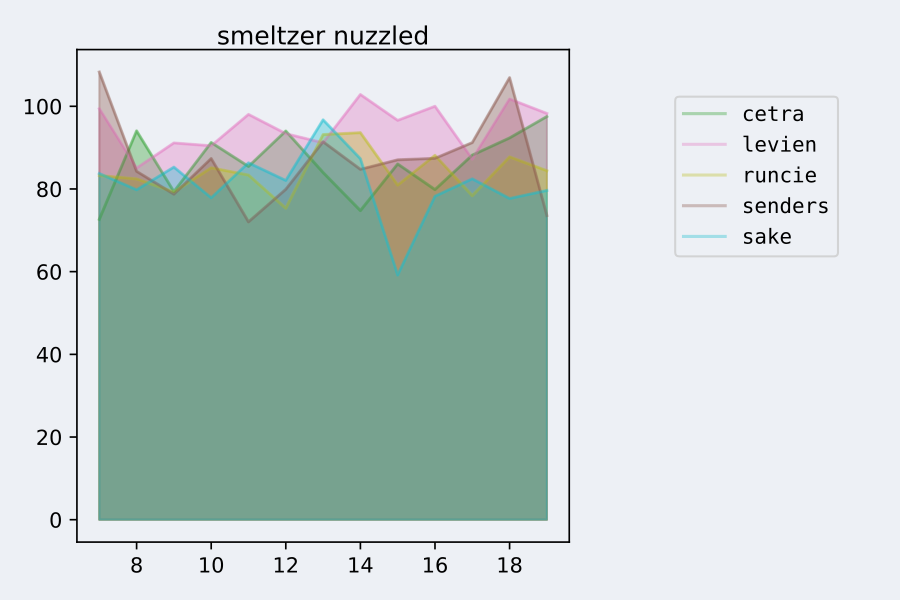 smeltzer nuzzled
100
80
60
40
20
0
8 10 12 14 16 18
cetra
levien
runcie
senders
sake